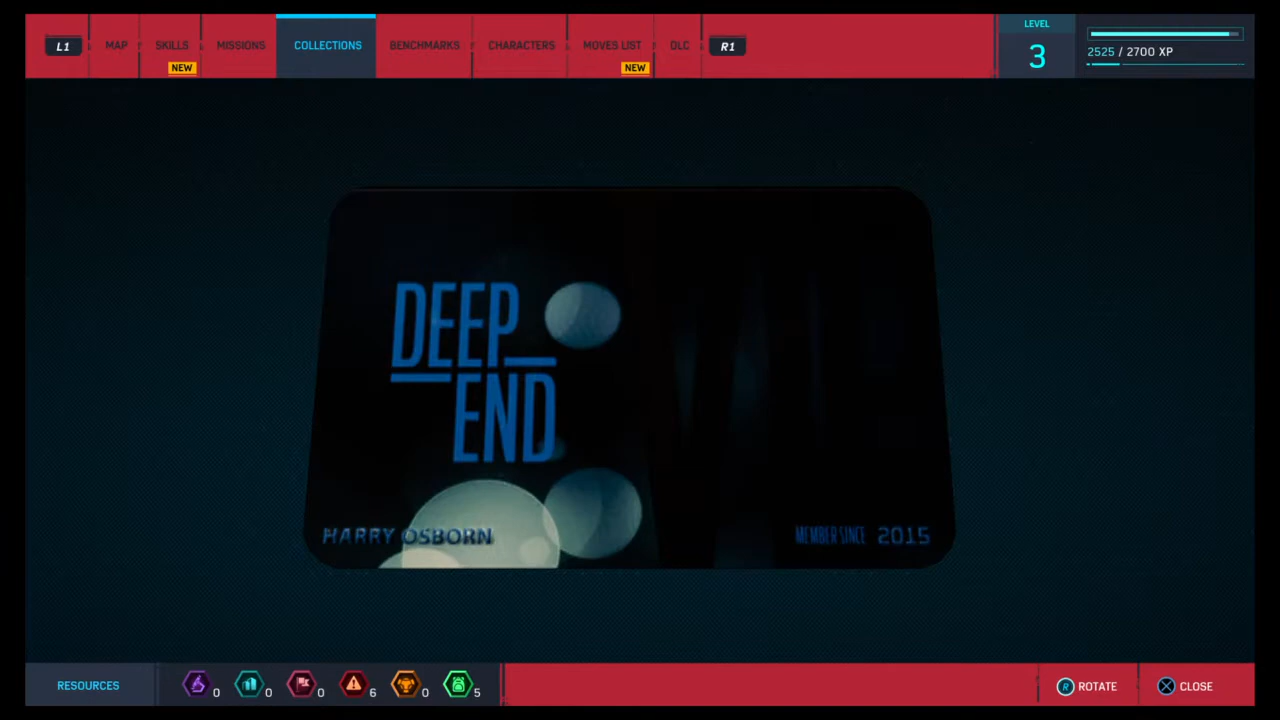 L1 MAP SKILLS MISSIONS COLLECTIONS BENCHMARKS CHARACTERS MOVES LIST DLC R1
NEW NEW
LEVEL
3
2525 / 2700 XP
DEEP_
END
HARRY OSBORN MEMBER SINCE 2015
RESOURCES 0 0 0 6 0 5 R ROTATE CLOSE